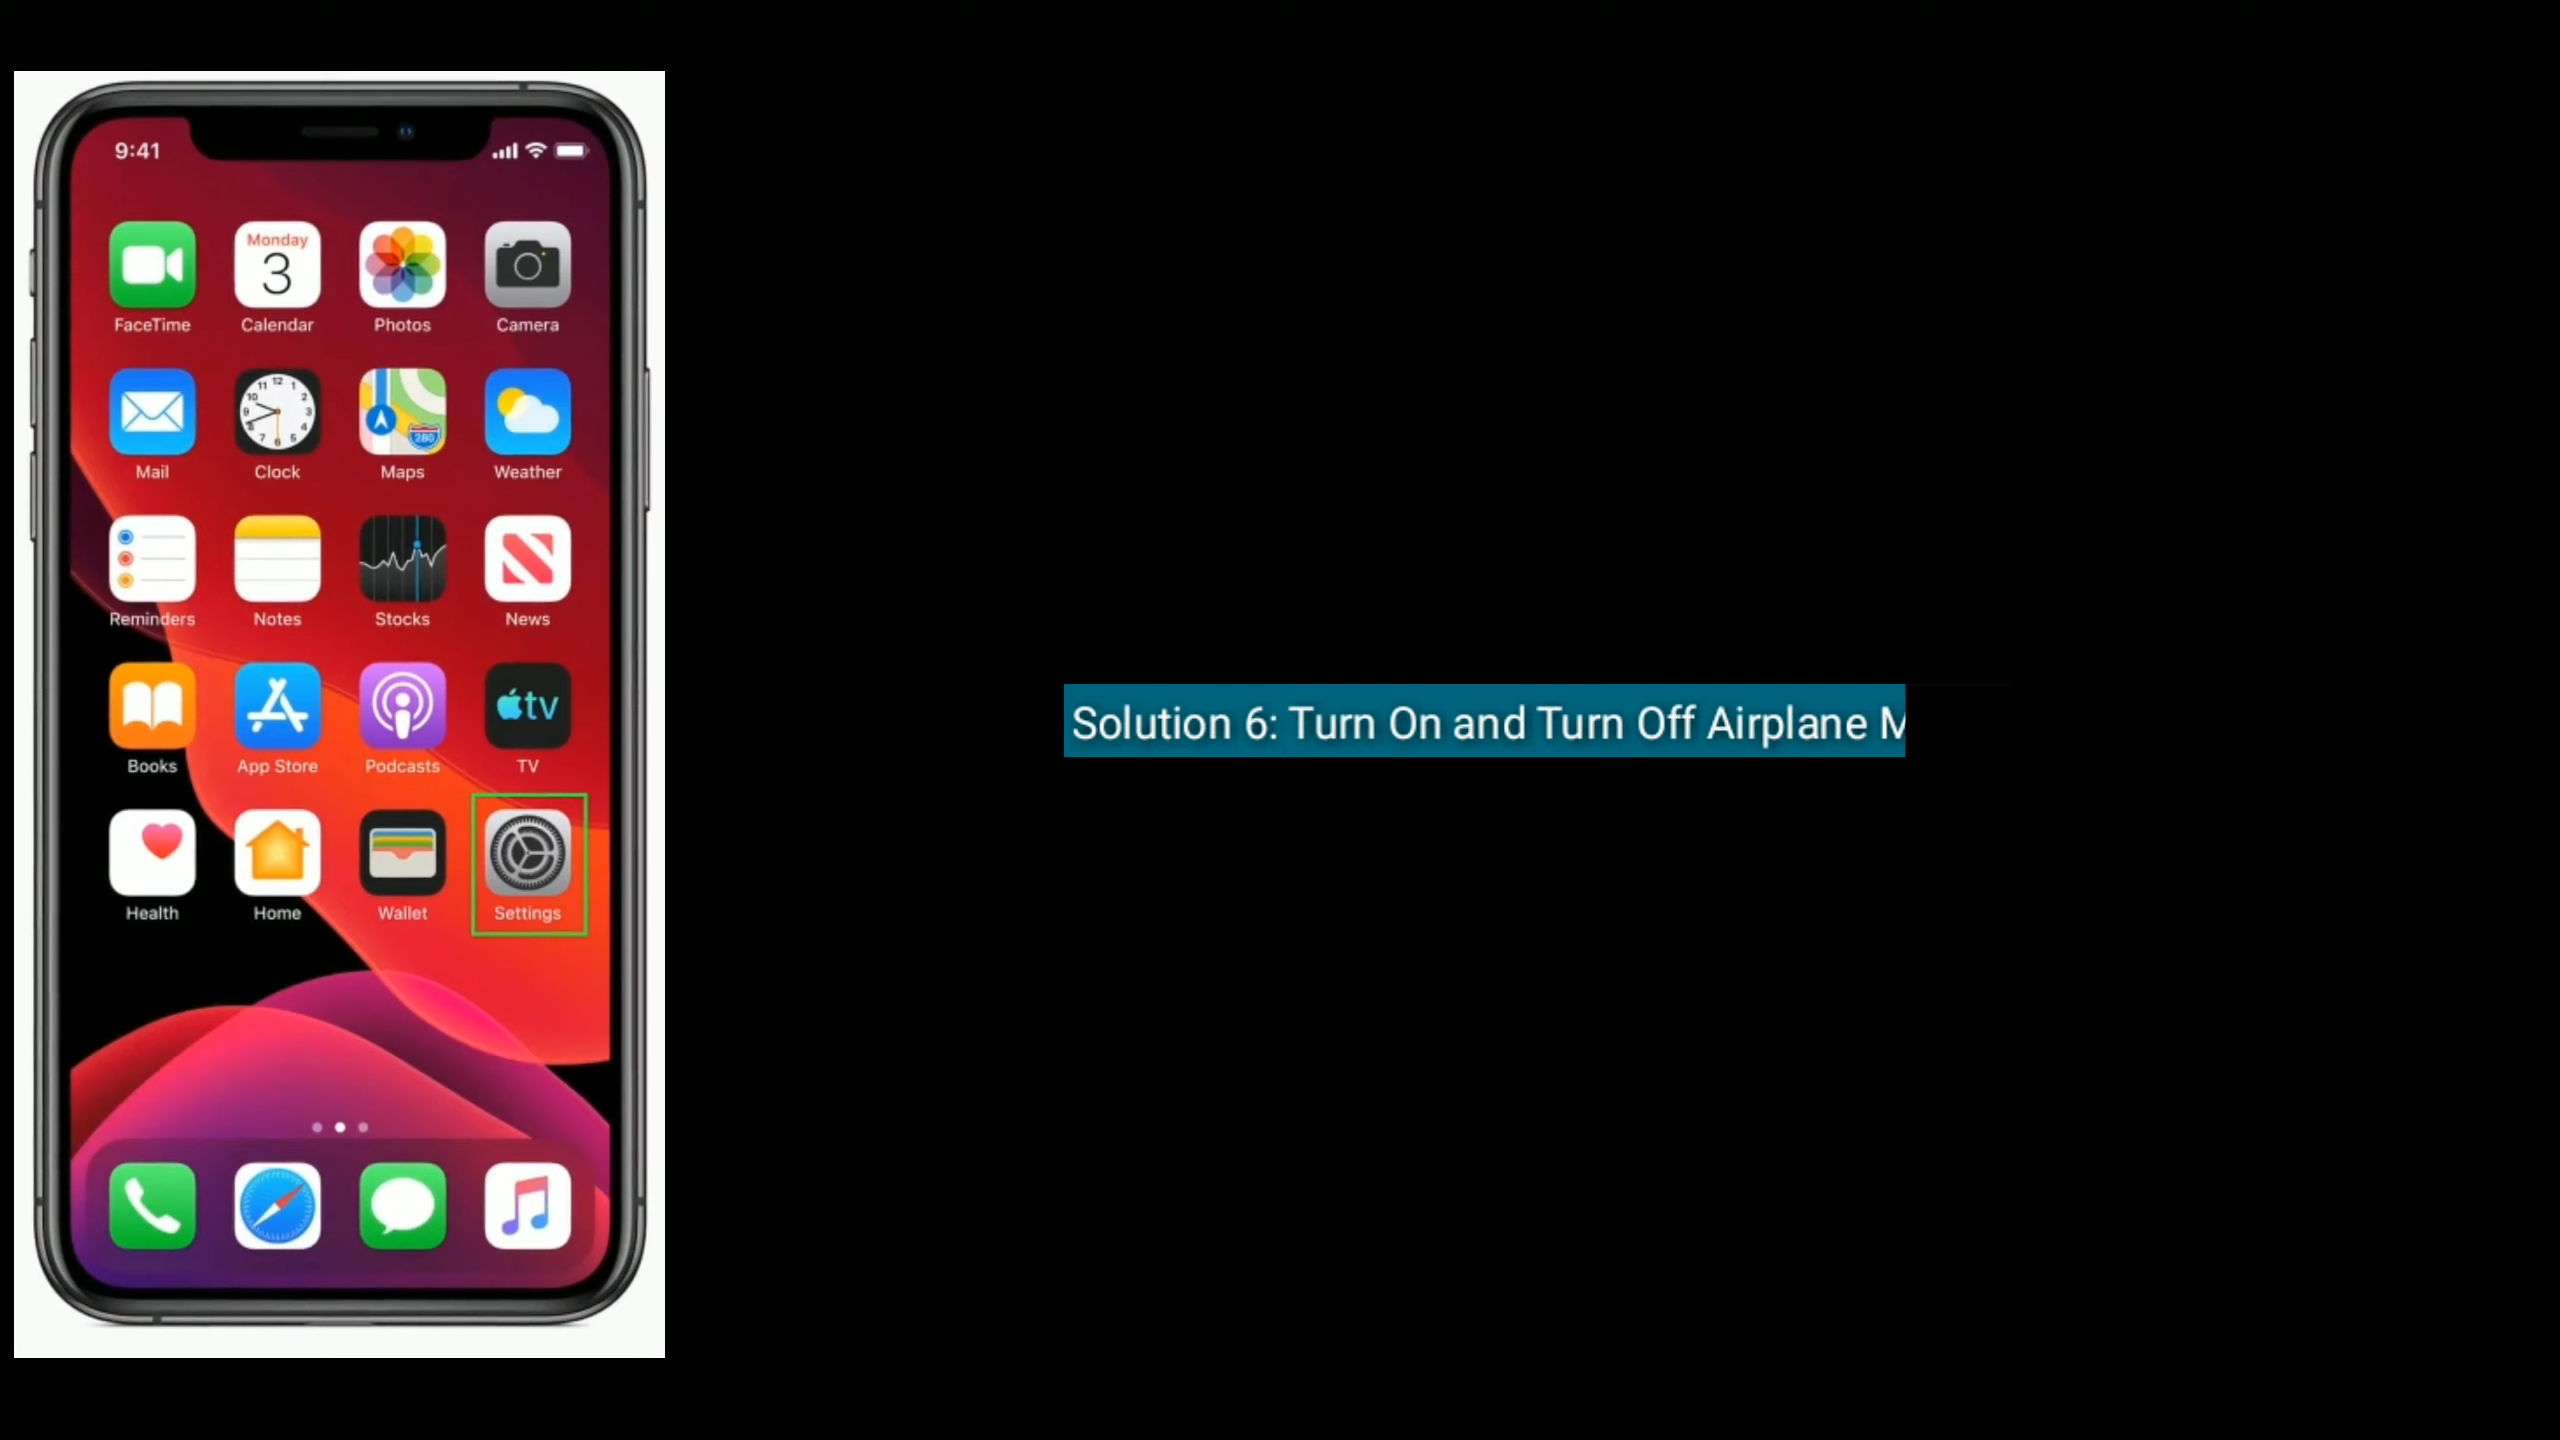 9:41
Monday
3
FaceTime
Calendar
Photos
Camera
280
Mail
Clock
Maps
Weather
Reminders
Notes
Stocks
News
tv
Books
App Store
Podcasts
TV
Health
Home
Wallet
Settings
Solution 6: Turn On and Turn Off Airplane M